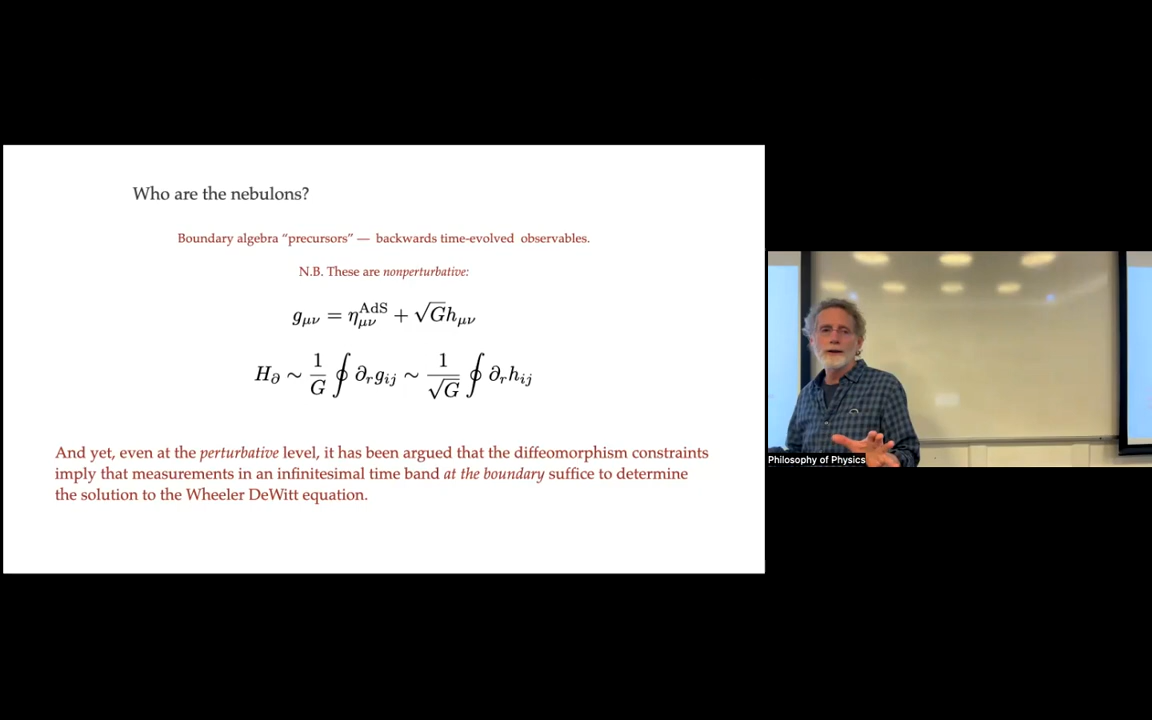 Who are the nebulons?
Boundary algebra “precursors” — backwards time-evolved observables.
N.B. These are nonperturbative:
g_{μν} = η_{μν}^{AdS} + √G h_{μν}
H_∂ ∼ 1/G ∮ ∂_r g_{ij} ∼ 1/√G ∮ ∂_r h_{ij}
And yet, even at the perturbative level, it has been argued that the diffeomorphism constraints
imply that measurements in an infinitesimal time band at the boundary suffice to determine
the solution to the Wheeler DeWitt equation.
Philosophy of Physics